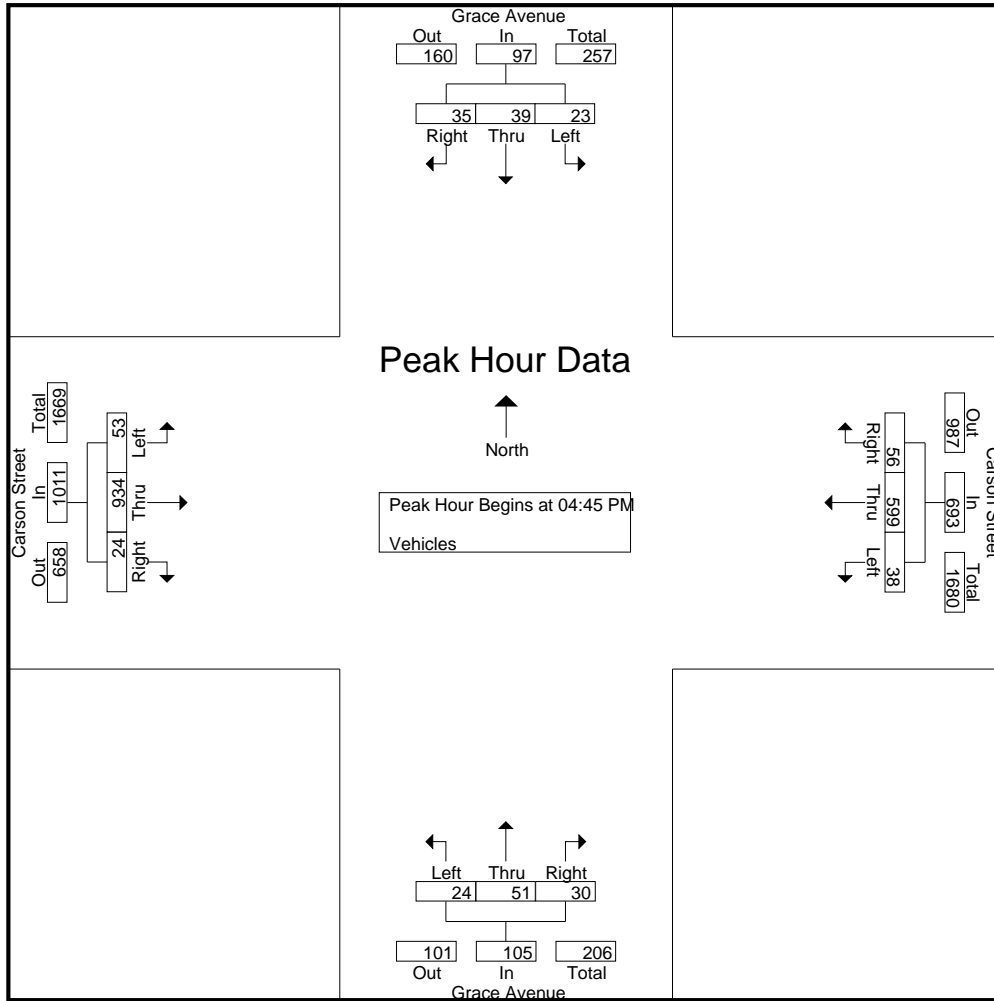 Grace Avenue
Out In Total
160 97 257
35 39 23
Right Thru Left
Peak Hour Data
North
Peak Hour Begins at 04:45 PM
Vehicles
Carson Street
Total In Out
1669 1011 658
53 934 24
Left Thru Right
Carson Street
Out In Total
987 693 1680
56 599 38
Right Thru Left
Left Thru Right
24 51 30
101 105 206
Out In Total
Grace Avenue